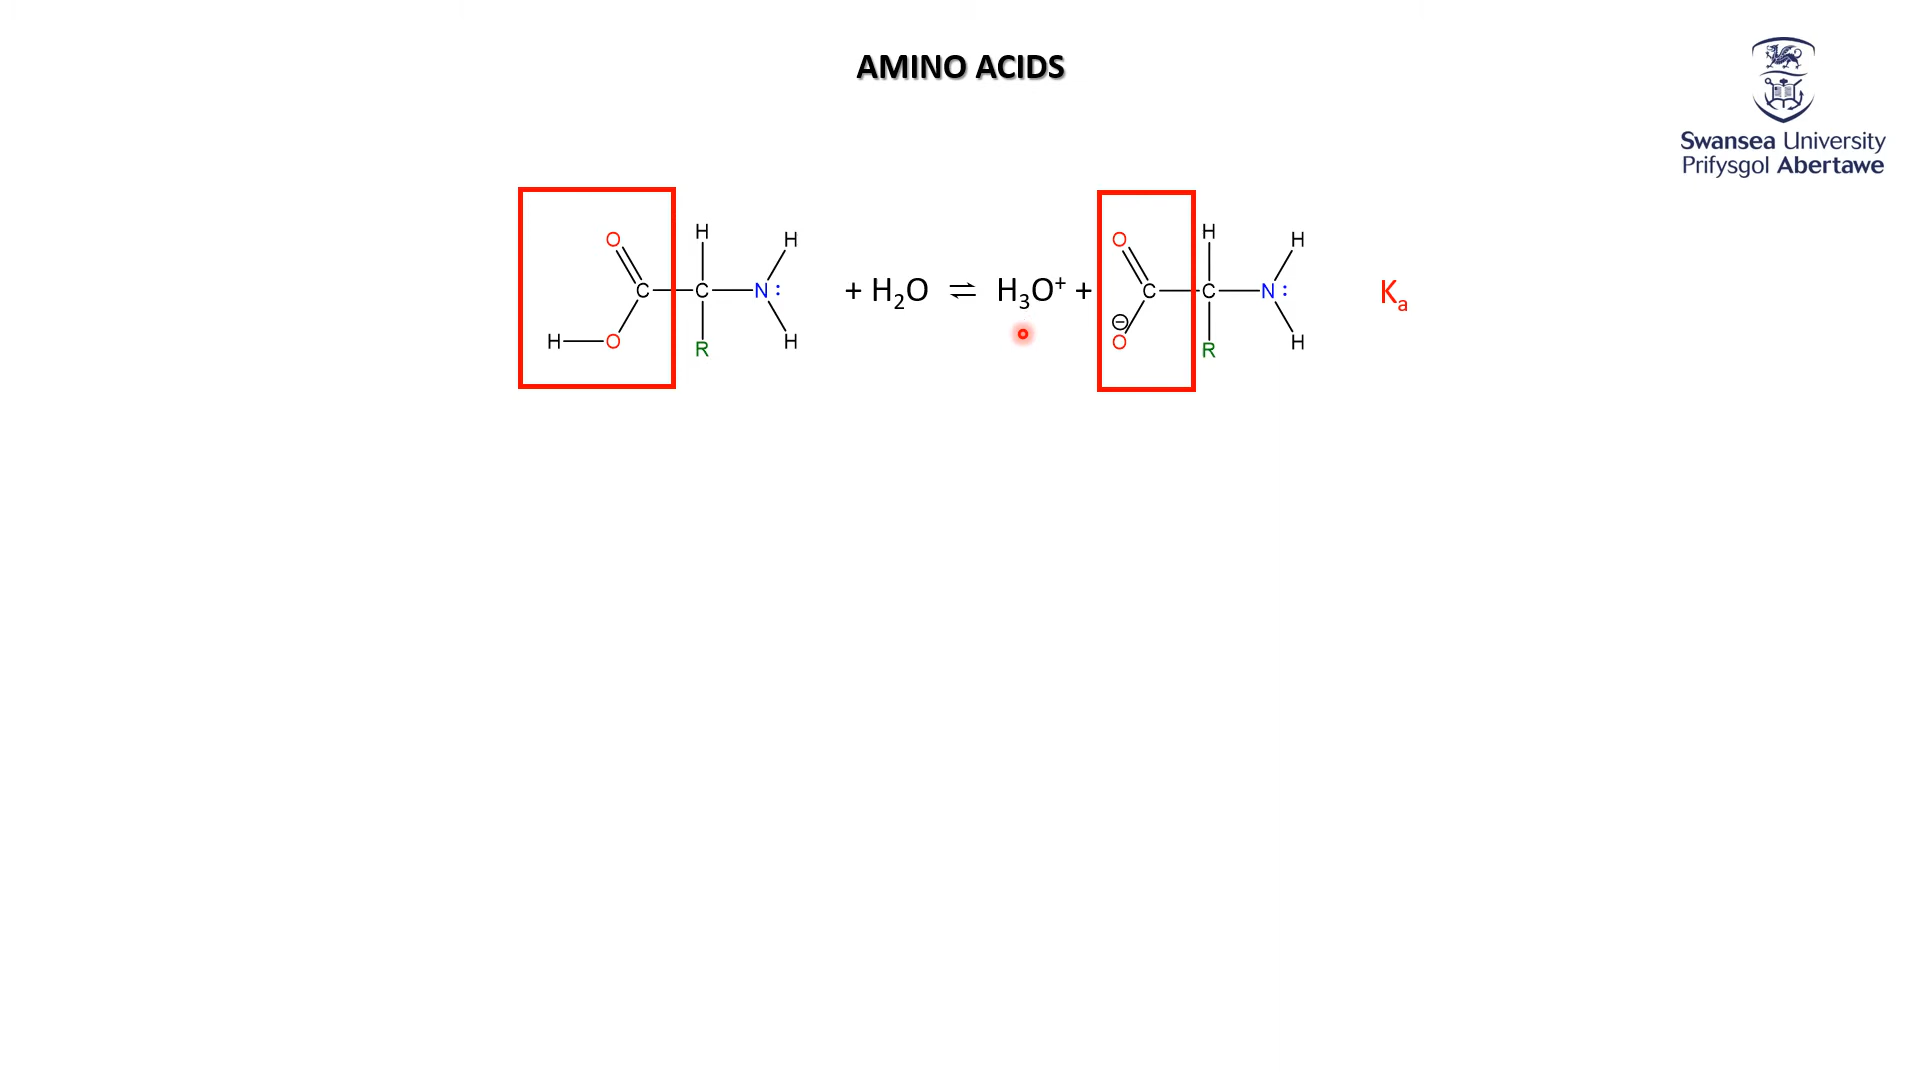 AMINO ACIDS
Swansea University
Prifysgol Abertawe
O H H
C C N:
H O R H
+ H₂O ⇌ H₃O⁺ +
O H H
C C N:
⊖
O R H
Kₐ